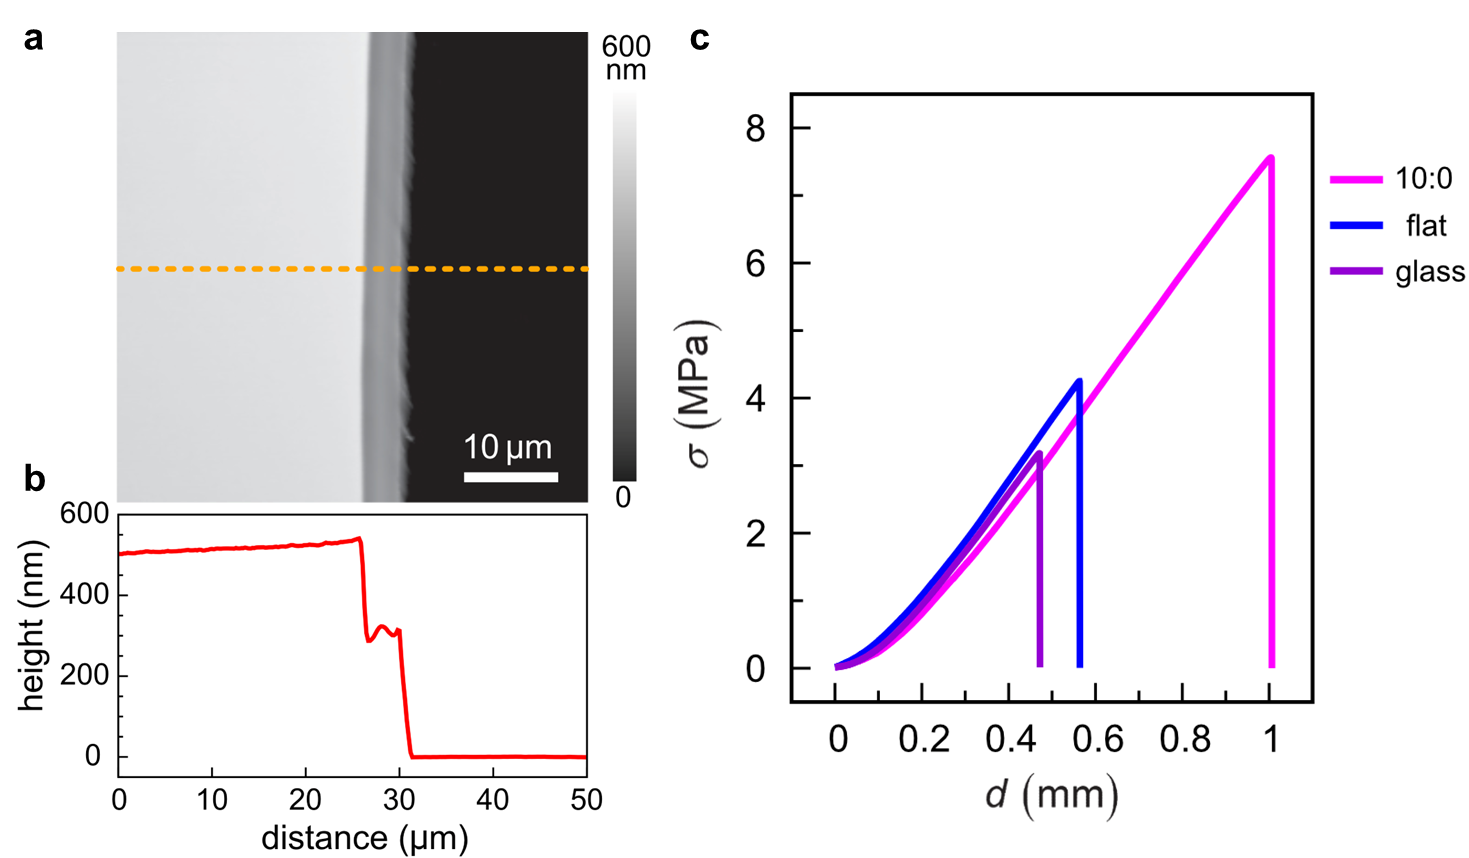 a
600
nm
10 µm
0
b
600
400
200
0
height (nm)
0 10 20 30 40 50
distance (µm)
c
8
6
4
2
0
σ (MPa)
0 0.2 0.4 0.6 0.8 1
d (mm)
10:0
flat
glass